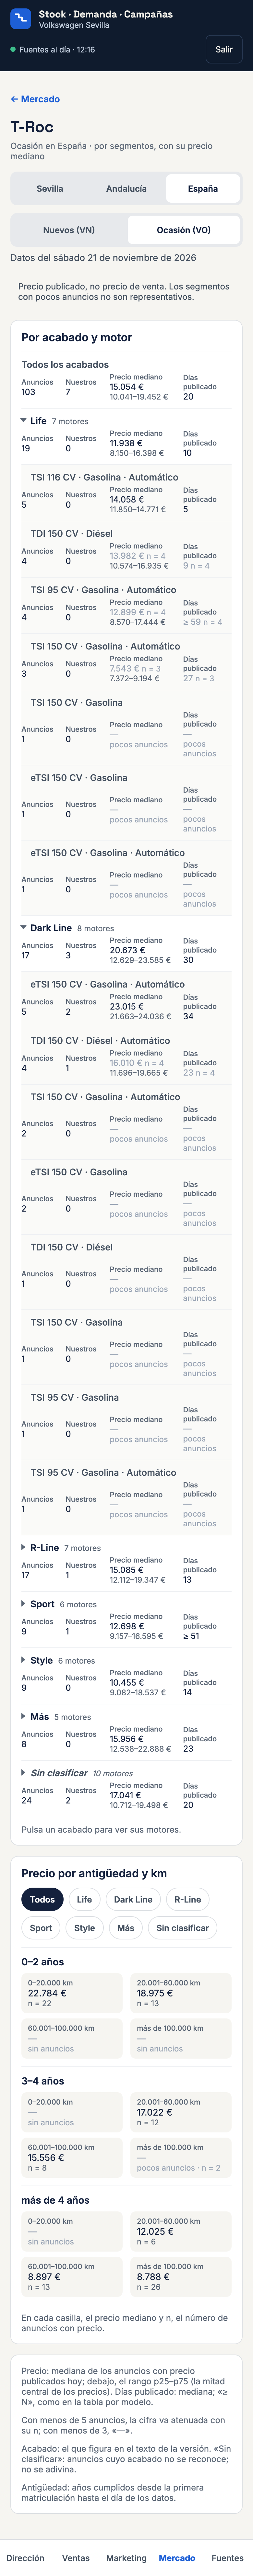 Stock · Demanda · Campañas
Volkswagen Sevilla
Fuentes al día · 12:16
Salir
← Mercado
T-Roc
Ocasión en España · por segmentos, con su precio
mediano
Sevilla
Andalucía
España
Nuevos (VN)
Ocasión (VO)
Datos del sábado 21 de noviembre de 2026
Precio publicado, no precio de venta. Los segmentos
con pocos anuncios no son representativos.
Por acabado y motor
Todos los acabados
Anuncios 103
Nuestros 7
Precio mediano 15.054 € 10.041–19.452 €
Días publicado 20
Life 7 motores
Anuncios 19
Nuestros 0
Precio mediano 11.938 € 8.150–16.398 €
Días publicado 10
TSI 116 CV · Gasolina · Automático
Anuncios 5
Nuestros 0
Precio mediano 14.058 € 11.850–14.771 €
Días publicado 5
TDI 150 CV · Diésel
Anuncios 4
Nuestros 0
Precio mediano 13.982 € n = 4 10.574–16.935 €
Días publicado 9 n = 4
TSI 95 CV · Gasolina · Automático
Anuncios 4
Nuestros 0
Precio mediano 12.899 € n = 4 8.570–17.444 €
Días publicado ≥ 59 n = 4
TSI 150 CV · Gasolina · Automático
Anuncios 3
Nuestros 0
Precio mediano 7.543 € n = 3 7.372–9.194 €
Días publicado 27 n = 3
TSI 150 CV · Gasolina
Anuncios 1
Nuestros 0
Precio mediano — pocos anuncios
Días publicado — pocos anuncios
eTSI 150 CV · Gasolina
Anuncios 1
Nuestros 0
Precio mediano — pocos anuncios
Días publicado — pocos anuncios
eTSI 150 CV · Gasolina · Automático
Anuncios 1
Nuestros 0
Precio mediano — pocos anuncios
Días publicado — pocos anuncios
Dark Line 8 motores
Anuncios 17
Nuestros 3
Precio mediano 20.673 € 12.629–23.585 €
Días publicado 30
eTSI 150 CV · Gasolina · Automático
Anuncios 5
Nuestros 2
Precio mediano 23.015 € 21.663–24.036 €
Días publicado 34
TDI 150 CV · Diésel · Automático
Anuncios 4
Nuestros 1
Precio mediano 16.010 € n = 4 11.696–19.665 €
Días publicado 23 n = 4
TSI 150 CV · Gasolina · Automático
Anuncios 2
Nuestros 0
Precio mediano — pocos anuncios
Días publicado — pocos anuncios
eTSI 150 CV · Gasolina
Anuncios 2
Nuestros 0
Precio mediano — pocos anuncios
Días publicado — pocos anuncios
TDI 150 CV · Diésel
Anuncios 1
Nuestros 0
Precio mediano — pocos anuncios
Días publicado — pocos anuncios
TSI 150 CV · Gasolina
Anuncios 1
Nuestros 0
Precio mediano — pocos anuncios
Días publicado — pocos anuncios
TSI 95 CV · Gasolina
Anuncios 1
Nuestros 0
Precio mediano — pocos anuncios
Días publicado — pocos anuncios
TSI 95 CV · Gasolina · Automático
Anuncios 1
Nuestros 0
Precio mediano — pocos anuncios
Días publicado — pocos anuncios
R-Line 7 motores
Anuncios 17
Nuestros 1
Precio mediano 15.085 € 12.112–19.347 €
Días publicado 13
Sport 6 motores
Anuncios 9
Nuestros 1
Precio mediano 12.698 € 9.157–16.595 €
Días publicado ≥ 51
Style 6 motores
Anuncios 9
Nuestros 0
Precio mediano 10.455 € 9.082–18.537 €
Días publicado 14
Más 5 motores
Anuncios 8
Nuestros 0
Precio mediano 15.956 € 12.538–22.888 €
Días publicado 23
Sin clasificar 10 motores
Anuncios 24
Nuestros 2
Precio mediano 17.041 € 10.712–19.498 €
Días publicado 20
Pulsa un acabado para ver sus motores.
Precio por antigüedad y km
Todos
Life
Dark Line
R-Line
Sport
Style
Más
Sin clasificar
0–2 años
0–20.000 km 22.784 € n = 22
20.001–60.000 km 18.975 € n = 13
60.001–100.000 km — sin anuncios
más de 100.000 km — sin anuncios
3–4 años
0–20.000 km — sin anuncios
20.001–60.000 km 17.022 € n = 12
60.001–100.000 km 15.556 € n = 8
más de 100.000 km — pocos anuncios · n = 2
más de 4 años
0–20.000 km — sin anuncios
20.001–60.000 km 12.025 € n = 6
60.001–100.000 km 8.897 € n = 13
más de 100.000 km 8.788 € n = 26
En cada casilla, el precio mediano y n, el número de
anuncios con precio.
Precio: mediana de los anuncios con precio
publicados hoy; debajo, el rango p25–p75 (la mitad
central de los precios). Días publicado: mediana; «≥
N», como en la tabla por modelo.
Con menos de 5 anuncios, la cifra va atenuada con
su n; con menos de 3, «—».
Acabado: el que figura en el texto de la versión. «Sin
clasificar»: anuncios cuyo acabado no se reconoce;
no se adivina.
Antigüedad: años cumplidos desde la primera
matriculación hasta el día de los datos.
Dirección
Ventas
Marketing
Mercado
Fuentes